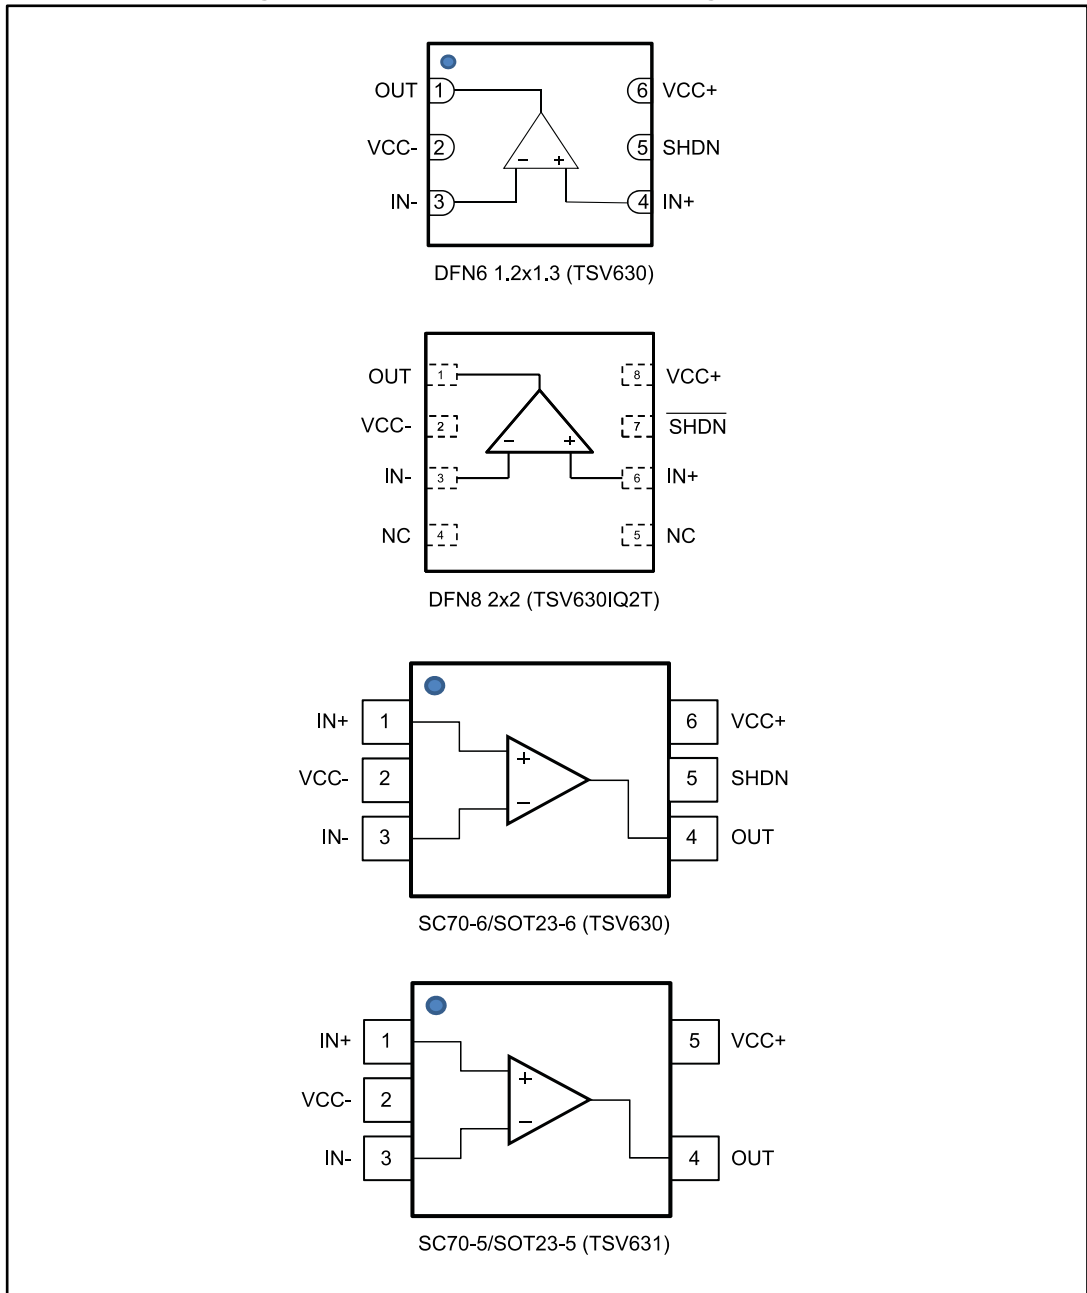 OUT 1 6 VCC+
VCC- 2 5 SHDN
- +
IN- 3 4 IN+
DFN6 1.2x1.3 (TSV630)
OUT 1 8 VCC+
VCC- 2 7 SHDN
- +
IN- 3 6 IN+
NC 4 5 NC
DFN8 2x2 (TSV630IQ2T)
IN+ 1 6 VCC+
+
VCC- 2 5 SHDN
-
IN- 3 4 OUT
SC70-6/SOT23-6 (TSV630)
IN+ 1 5 VCC+
+
VCC- 2
-
IN- 3 4 OUT
SC70-5/SOT23-5 (TSV631)